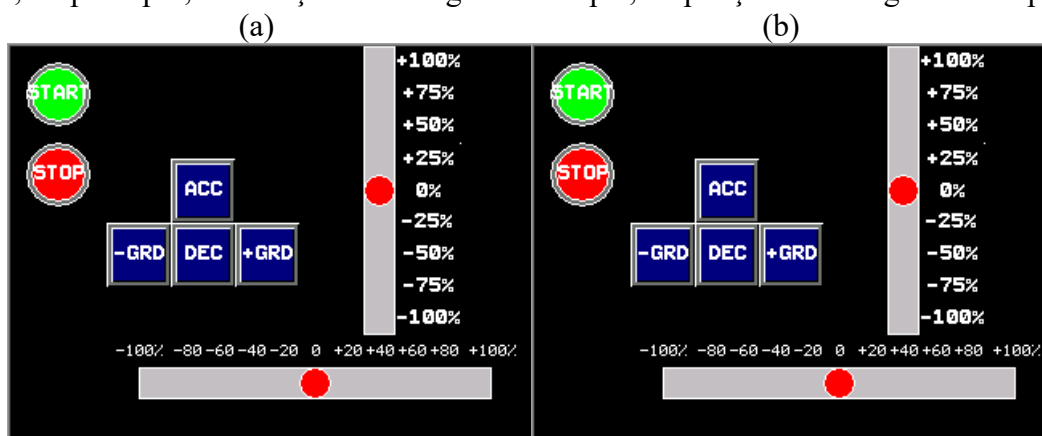 (a) (b)
START
STOP
ACC
-GRD DEC +GRD
+100%
+75%
+50%
+25%
0%
-25%
-50%
-75%
-100%
-100% -80 -60 -40 -20 0 +20 +40 +60 +80 +100%
START
STOP
ACC
-GRD DEC +GRD
+100%
+75%
+50%
+25%
0%
-25%
-50%
-75%
-100%
-100% -80 -60 -40 -20 0 +20 +40 +60 +80 +100%